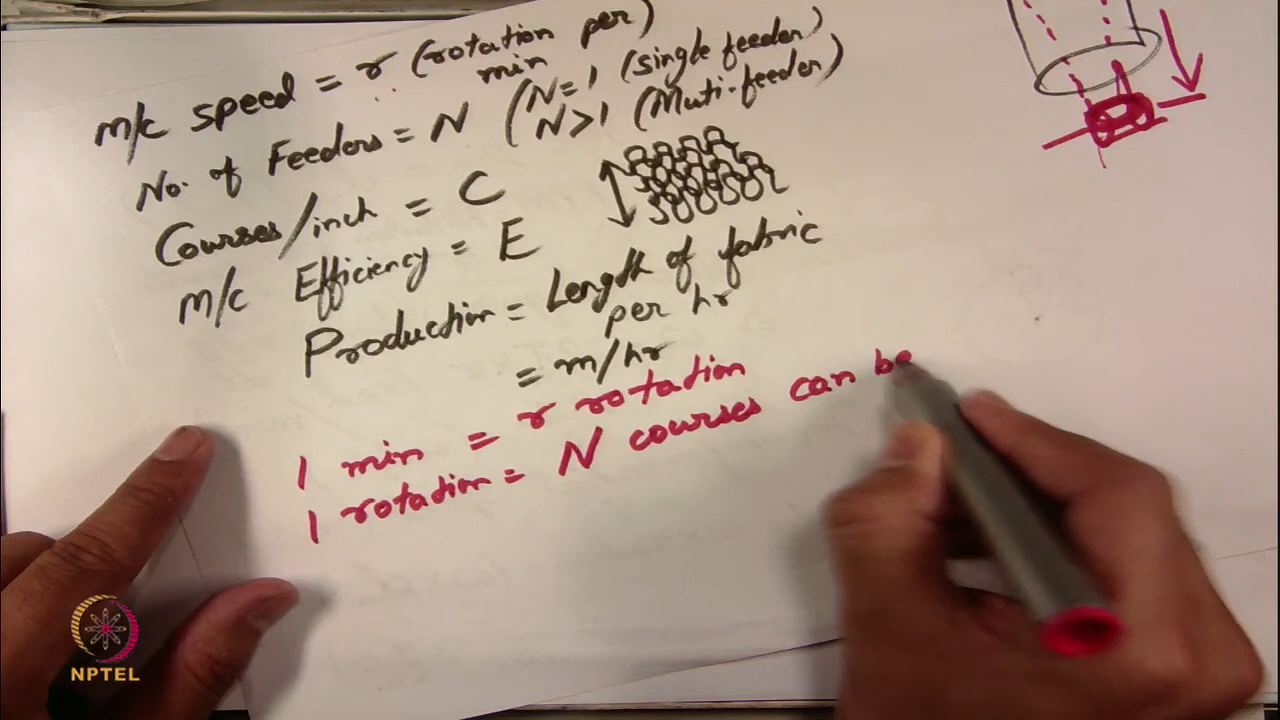 m/c speed = r (rotation per min)
No. of Feeders = N (N=1 (single feeder)
N>1 (Muti-feeder)
Courses/inch = C
m/c Efficiency = E
Production = Length of fabric
per hr
= m/hr
1 min = r rotation
1 rotation = N courses can be
NPTEL